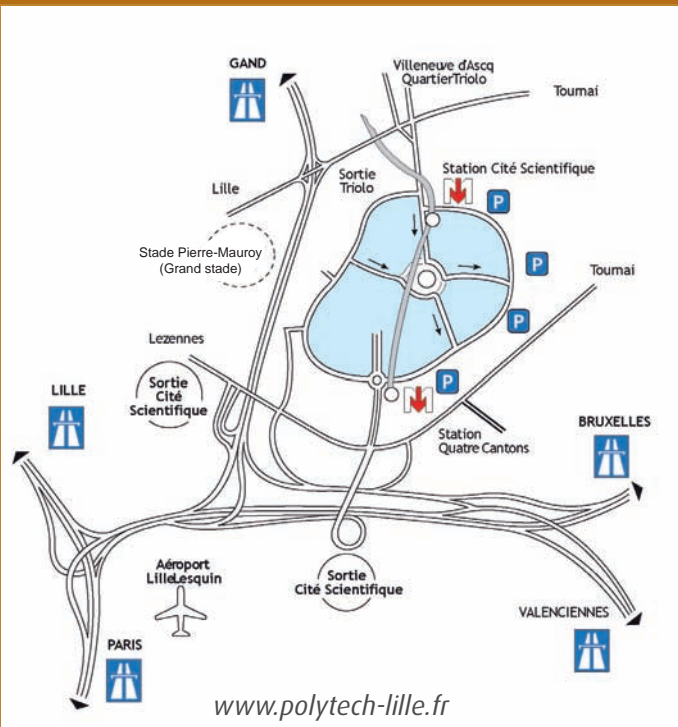 GAND
Villeneuve d'Ascq
QuartierTriolo
Tournai
Station Cité Scientifique
Sortie
Triolo
Lille
P
Stade Pierre-Mauroy
(Grand stade)
P
Tournai
P
Lezennes
Sortie
Cité
Scientifique
P
LILLE
BRUXELLES
Station
Quatre Cantons
Aéroport
LilleLesquin
Sortie
Cité Scientifique
VALENCIENNES
PARIS
www.polytech-lille.fr